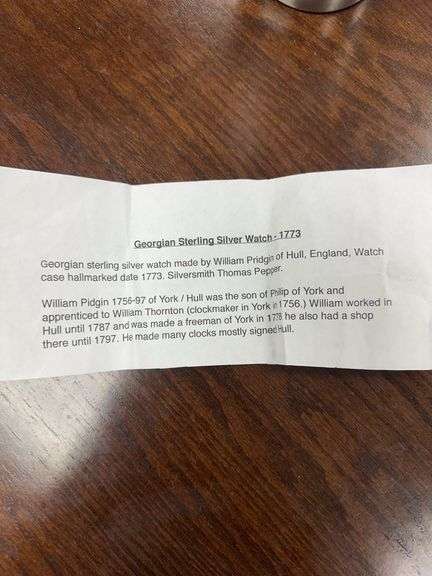 Georgian Sterling Silver Watch - 1773
Georgian sterling silver watch made by William Pridgin of Hull, England, Watch
case hallmarked date 1773. Silversmith Thomas Pepper.
William Pidgin 1756-97 of York / Hull was the son of Philip of York and
apprenticed to William Thornton (clockmaker in York in 1756.) William worked in
Hull until 1787 and was made a freeman of York in 1778 he also had a shop
there until 1797. He made many clocks mostly signed Hull.